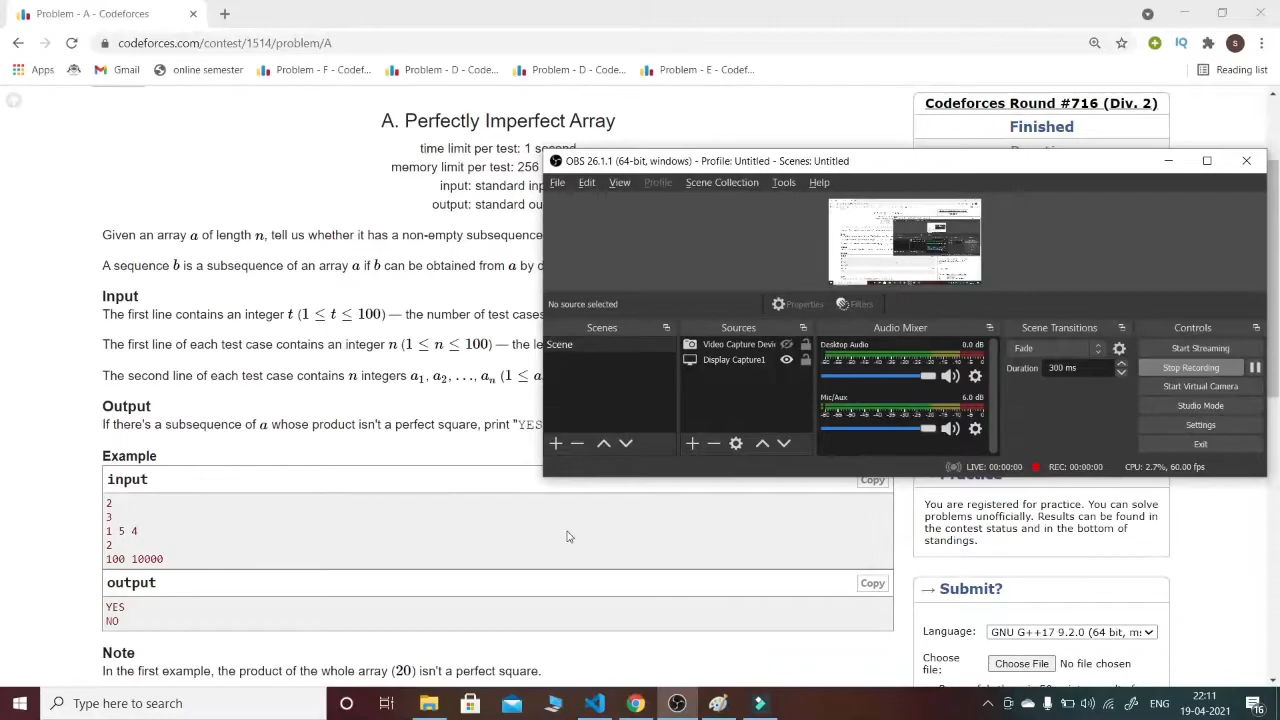 Problem - A - Codeforces
codeforces.com/contest/1514/problem/A
Apps
Gmail
online semester
Problem - F - Codef...
Problem - D - Code...
Problem - D - Code...
Problem - E - Codef...
Reading list
A. Perfectly Imperfect Array
time limit per test: 1 second
memory limit per test: 256
input: standard inp
output: standard ou
Given an array a of length n, tell us whether it has a non-empty subsequence
A sequence b is a subsequence of an array a if b can be obtained from a by d
Input
The first line contains an integer t (1 ≤ t ≤ 100) — the number of test cases
The first line of each test case contains an integer n (1 ≤ n ≤ 100) — the le
The second line of each test case contains n integers a1, a2, ..., an (1 ≤ a
Output
If there's a subsequence of a whose product isn't a perfect square, print "YES
Example
input
Copy
2
3
1 5 4
2
100 10000
output
Copy
YES
NO
Note
In the first example, the product of the whole array (20) isn't a perfect square.
Codeforces Round #716 (Div. 2)
Finished
OBS 26.1.1 (64-bit, windows) - Profile: Untitled - Scenes: Untitled
File Edit View Profile Scene Collection Tools Help
No source selected
Properties
Filters
Scenes
Scene
Sources
Video Capture Devi
Display Capture1
Audio Mixer
Desktop Audio 0.0 dB
Mic/Aux 6.0 dB
Scene Transitions
Fade
Duration 300 ms
Controls
Start Streaming
Stop Recording
Start Virtual Camera
Studio Mode
Settings
Exit
LIVE: 00:00:00 REC: 00:00:00 CPU: 2.7%, 60.00 fps
You are registered for practice. You can solve
problems unofficially. Results can be found in
the contest status and in the bottom of
standings.
→ Submit?
Language: GNU G++17 9.2.0 (64 bit, m
Choose
file:
Choose File No file chosen
Type here to search
ENG
22:11
19-04-2021
16